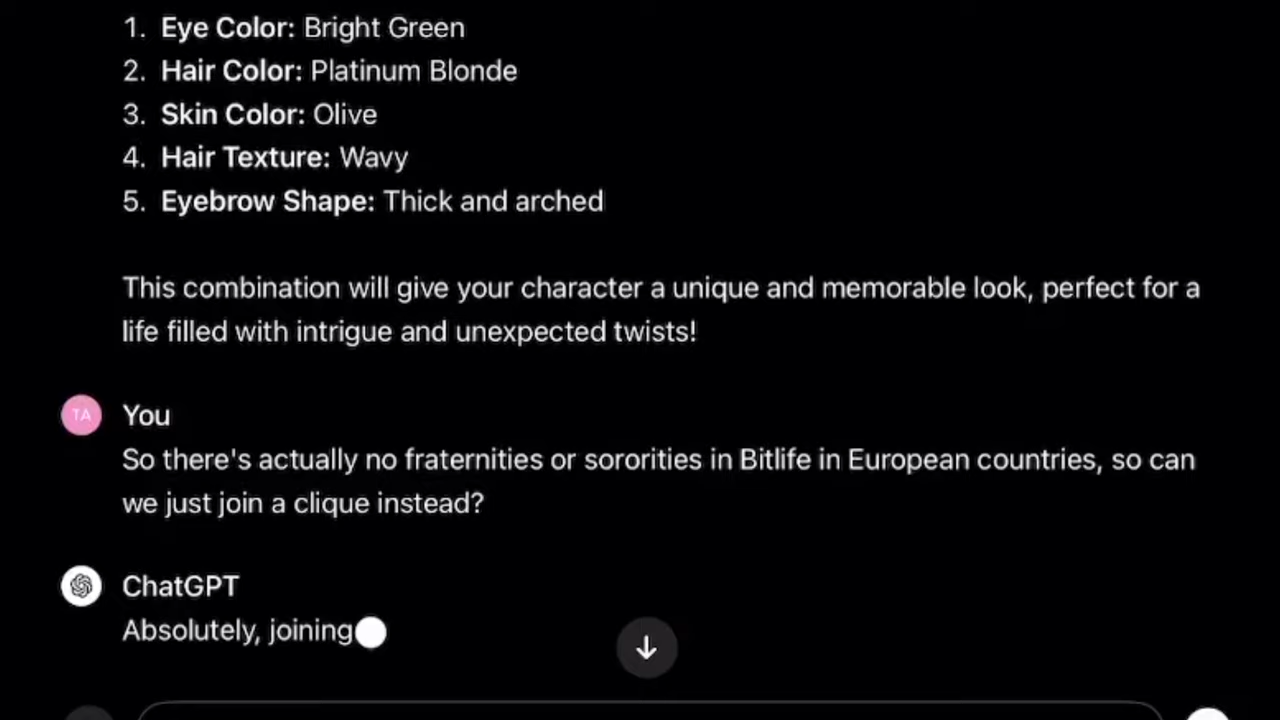 1. Eye Color: Bright Green
2. Hair Color: Platinum Blonde
3. Skin Color: Olive
4. Hair Texture: Wavy
5. Eyebrow Shape: Thick and arched
This combination will give your character a unique and memorable look, perfect for a
life filled with intrigue and unexpected twists!
TA
You
So there's actually no fraternities or sororities in Bitlife in European countries, so can
we just join a clique instead?
ChatGPT
Absolutely, joining